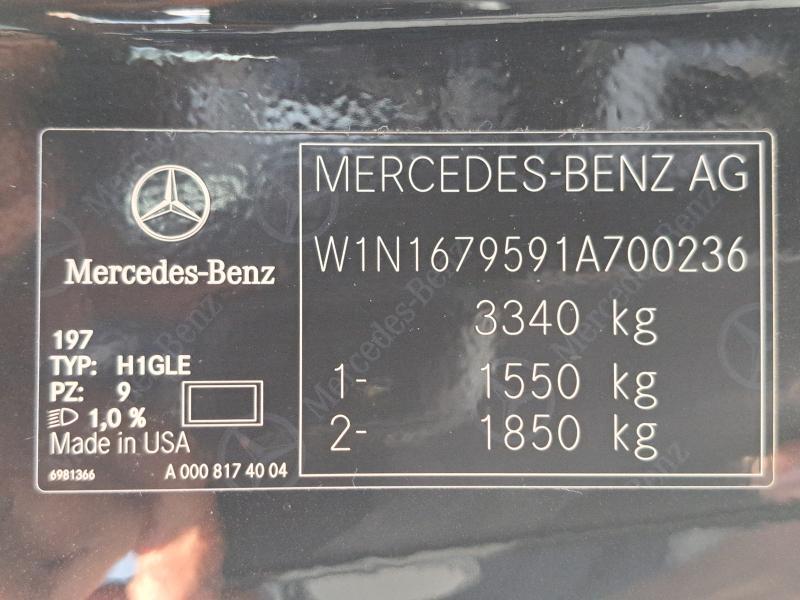 Mercedes-Benz
197
TYP: H1GLE
PZ: 9
1,0 %
Made in USA
6981366
A 000 817 40 04
MERCEDES-BENZ AG
W1N1679591A700236
3340 kg
1- 1550 kg
2- 1850 kg